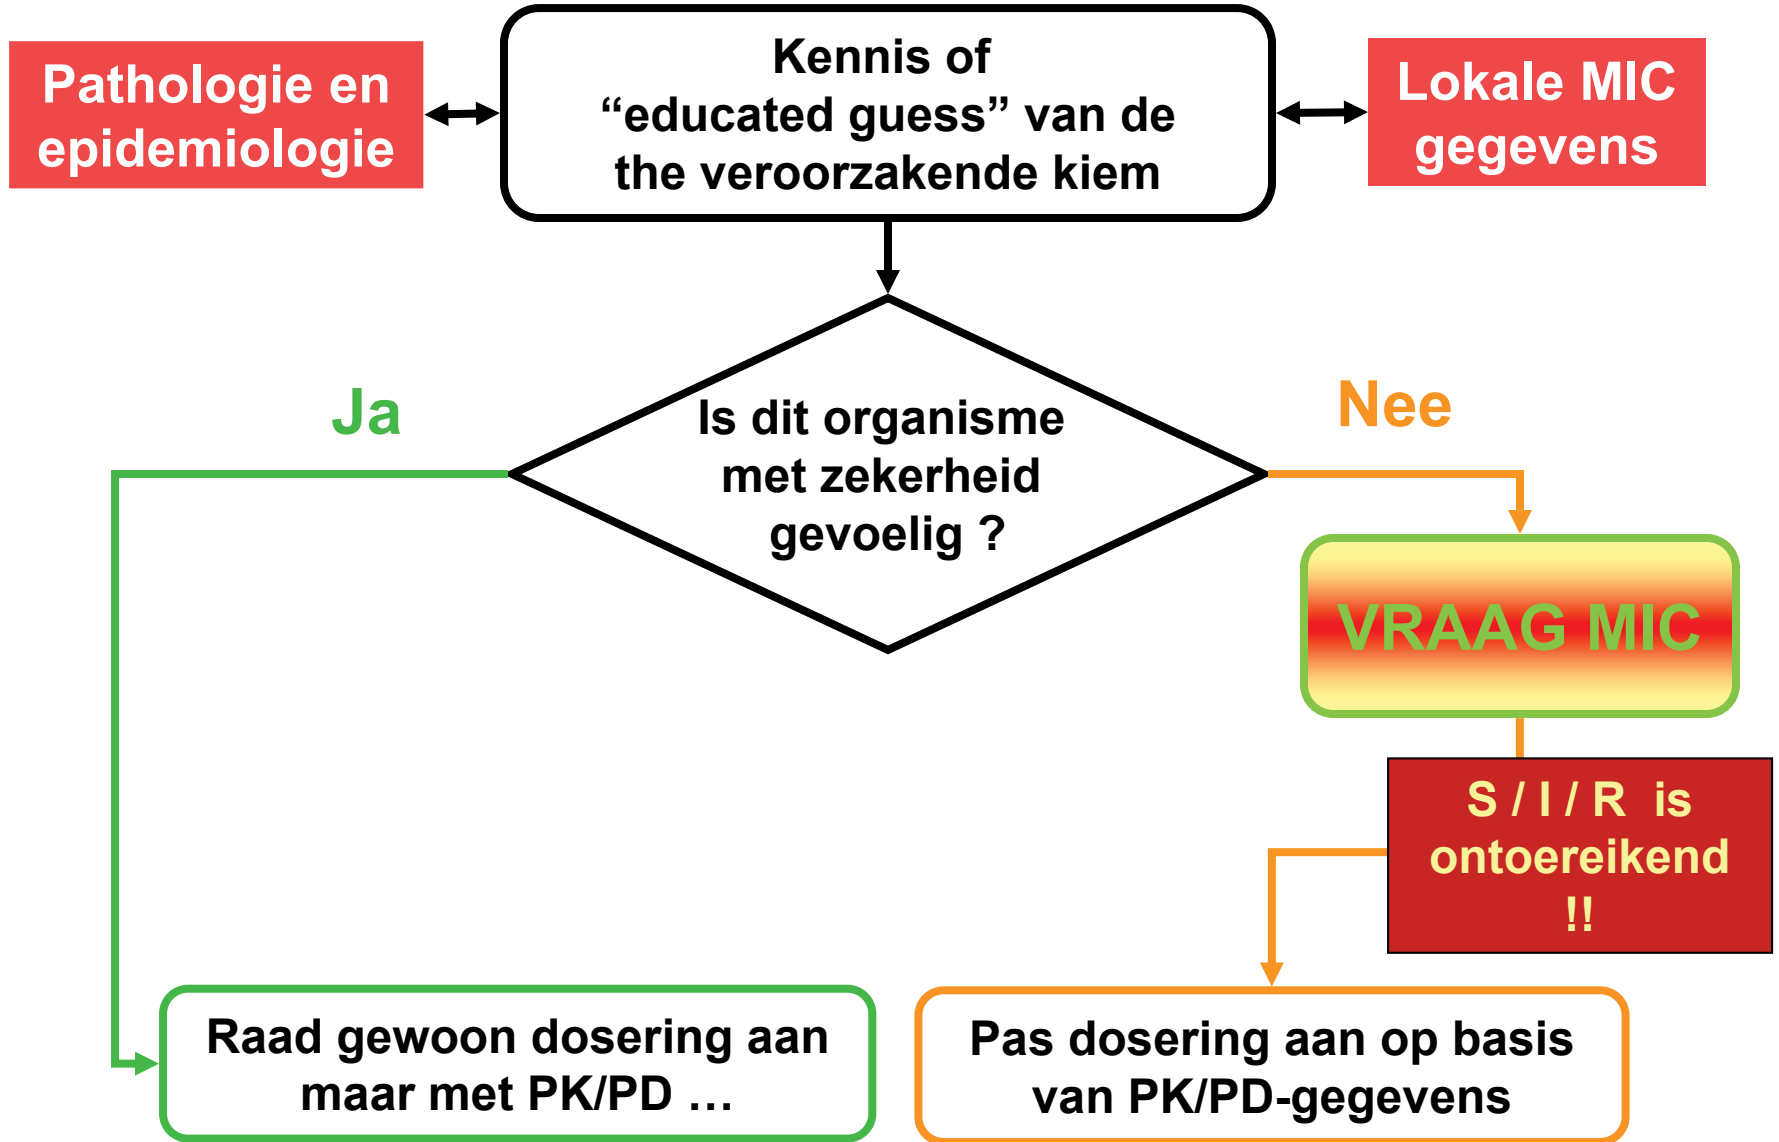 Pathologie en
epidemiologie
Kennis of
“educated guess” van de
the veroorzakende kiem
Lokale MIC
gegevens
Is dit organisme
met zekerheid
gevoelig ?
Ja
Nee
VRAAG MIC
S / I / R is
ontoereikend
!!
Raad gewoon dosering aan
maar met PK/PD …
Pas dosering aan op basis
van PK/PD-gegevens